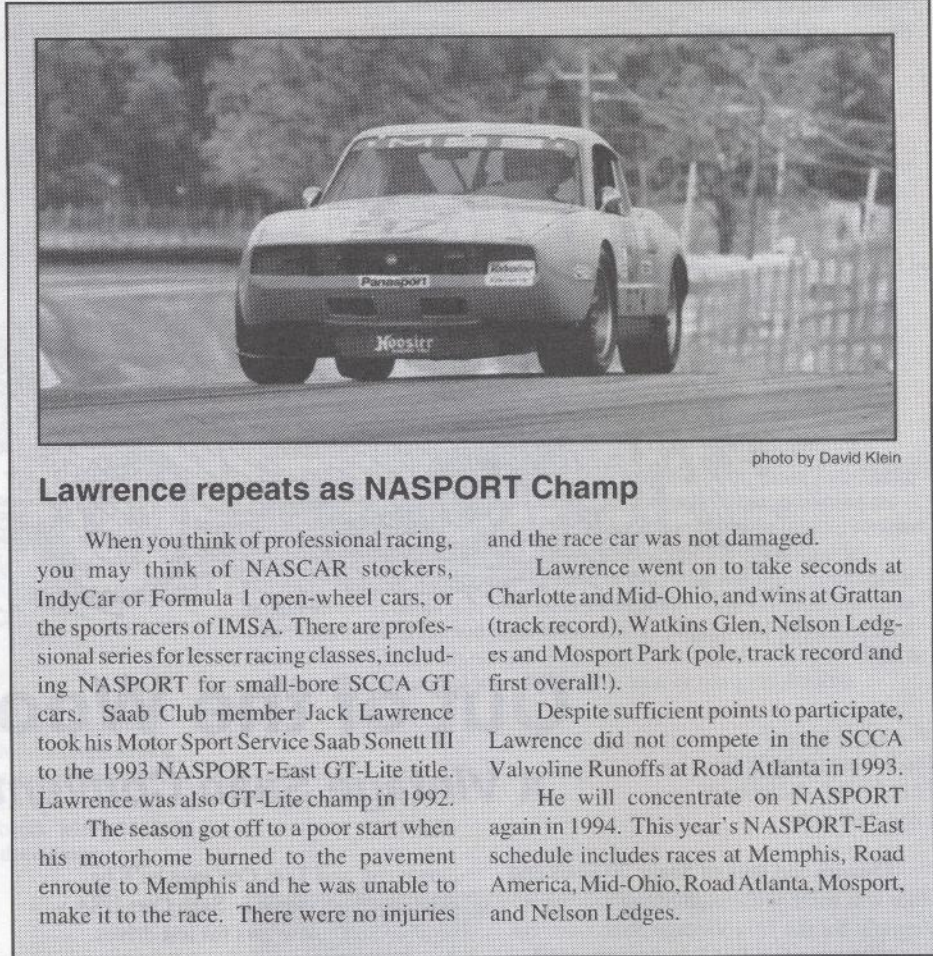 Panasport
Hoosier
photo by David Klein
Lawrence repeats as NASPORT Champ
When you think of professional racing,
you may think of NASCAR stockers,
IndyCar or Formula 1 open-wheel cars, or
the sports racers of IMSA. There are profes-
sional series for lesser racing classes, includ-
ing NASPORT for small-bore SCCA GT
cars. Saab Club member Jack Lawrence
took his Motor Sport Service Saab Sonett III
to the 1993 NASPORT-East GT-Lite title.
Lawrence was also GT-Lite champ in 1992.
The season got off to a poor start when
his motorhome burned to the pavement
enroute to Memphis and he was unable to
make it to the race. There were no injuries
and the race car was not damaged.
Lawrence went on to take seconds at
Charlotte and Mid-Ohio, and wins at Grattan
(track record), Watkins Glen, Nelson Ledg-
es and Mosport Park (pole, track record and
first overall!).
Despite sufficient points to participate,
Lawrence did not compete in the SCCA
Valvoline Runoffs at Road Atlanta in 1993.
He will concentrate on NASPORT
again in 1994. This year's NASPORT-East
schedule includes races at Memphis, Road
America, Mid-Ohio, Road Atlanta, Mosport,
and Nelson Ledges.